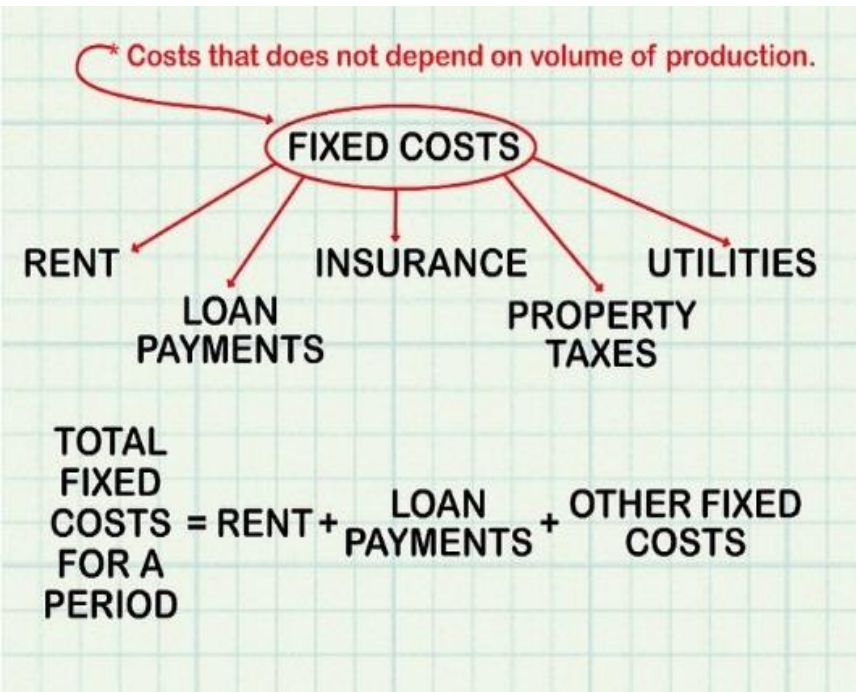 * Costs that does not depend on volume of production.
FIXED COSTS
RENT
INSURANCE
UTILITIES
LOAN
PAYMENTS
PROPERTY
TAXES
TOTAL
FIXED
COSTS
FOR A
PERIOD
= RENT +
LOAN
PAYMENTS
+
OTHER FIXED
COSTS